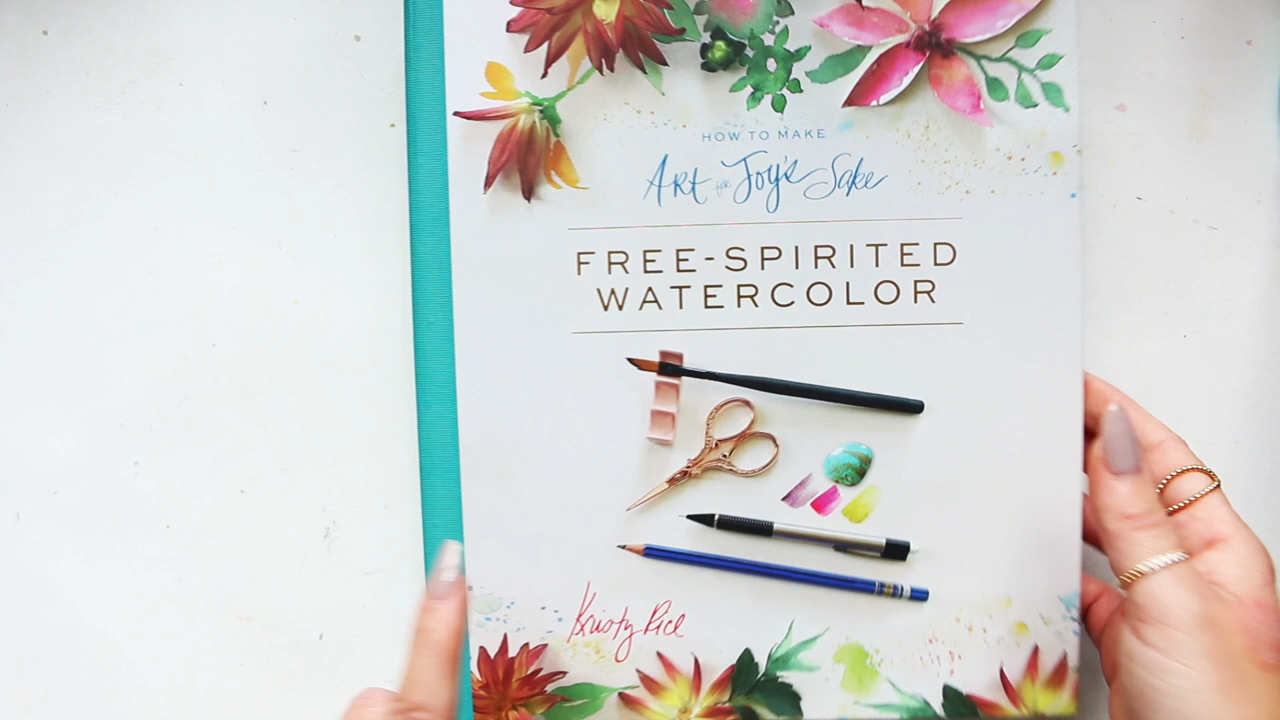 HOW TO MAKE
ART for Joy's Sake
FREE-SPIRITED
WATERCOLOR
Kristy Rice